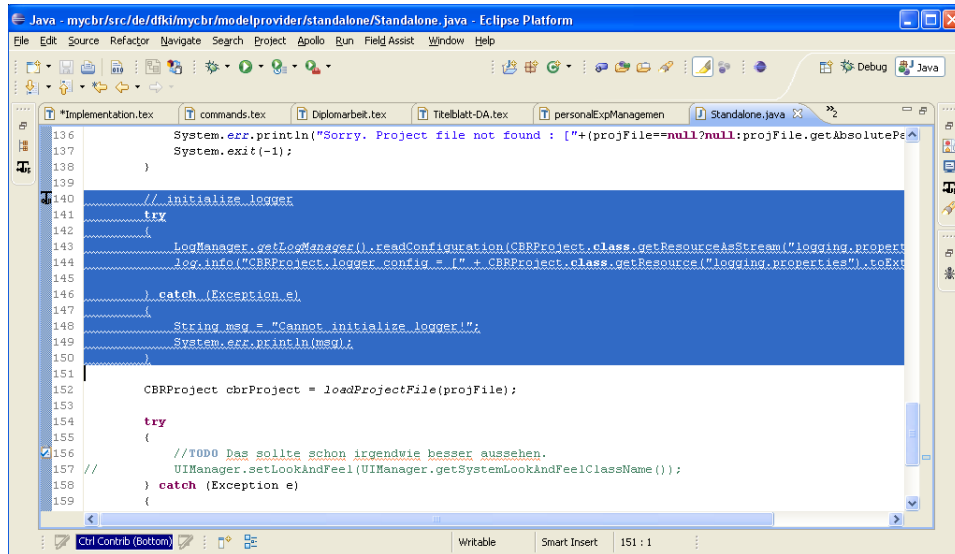 Java - mycbr/src/de/dfki/mycbr/modelprovider/standalone/Standalone.java - Eclipse Platform
File Edit Source Refactor Navigate Search Project Apollo Run Field Assist Window Help
Debug Java
*Implementation.tex commands.tex Diplomarbeit.tex Titelblatt-DA.tex personalExpManagemen Standalone.java »2
136 System.err.println("Sorry. Project file not found : ["+(projFile==null?null:projFile.getAbsolutePa
137 System.exit(-1);
138 }
139
140 // initialize logger
141 try
142 {
143 LogManager.getLogManager().readConfiguration(CBRProject.class.getResourceAsStream("logging.propert
144 log.info("CBRProject.logger config = [" + CBRProject.class.getResource("logging.properties").toExt
145
146 } catch (Exception e)
147 {
148 String msg = "Cannot initialize logger!";
149 System.err.println(msg);
150 }
151
152 CBRProject cbrProject = loadProjectFile(projFile);
153
154 try
155 {
156 //TODO Das sollte schon irgendwie besser aussehen.
157 // UIManager.setLookAndFeel(UIManager.getSystemLookAndFeelClassName());
158 } catch (Exception e)
159 {
Ctrl Contrib (Bottom) Writable Smart Insert 151 : 1